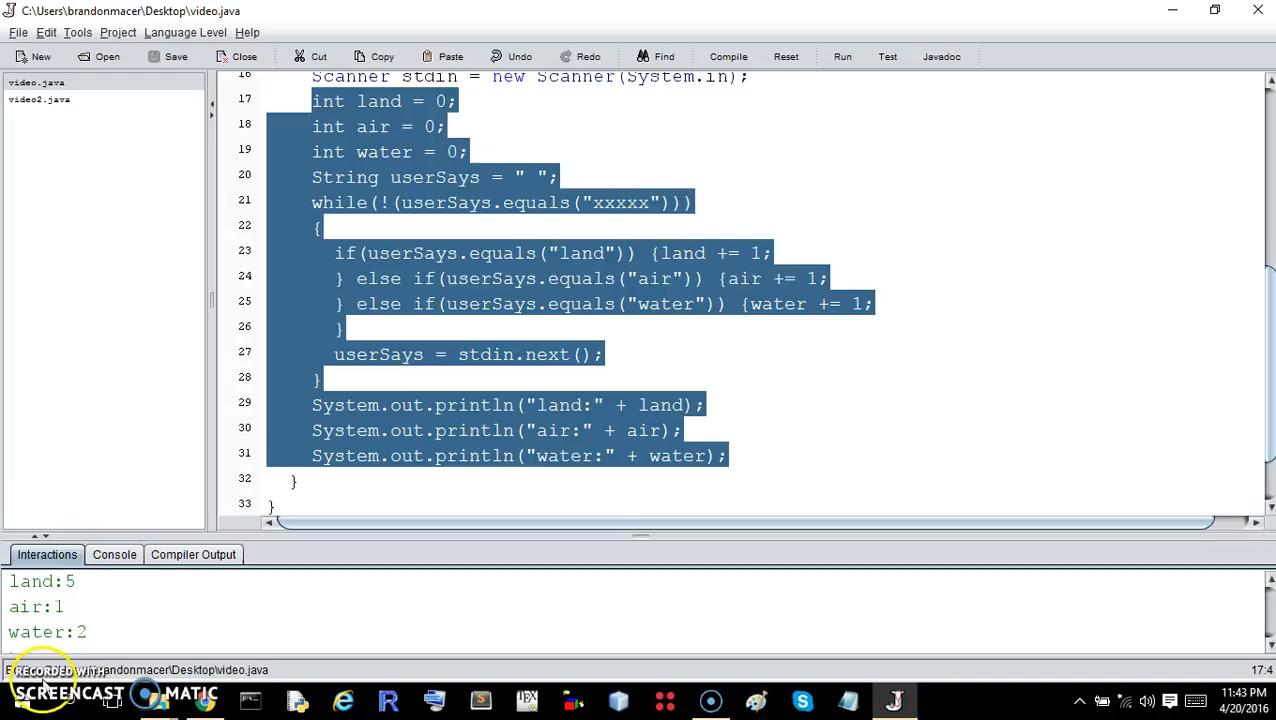 C:\Users\brandonmacer\Desktop\video.java
File Edit Tools Project Language Level Help
New Open Save Close Cut Copy Paste Undo Redo Find Compile Reset Run Test Javadoc
video.java
video2.java
16 Scanner stdin = new Scanner(System.in);
17 int land = 0;
18 int air = 0;
19 int water = 0;
20 String userSays = " ";
21 while(!(userSays.equals("xxxxx")))
22 {
23 if(userSays.equals("land")) {land += 1;
24 } else if(userSays.equals("air")) {air += 1;
25 } else if(userSays.equals("water")) {water += 1;
26 }
27 userSays = stdin.next();
28 }
29 System.out.println("land:" + land);
30 System.out.println("air:" + air);
31 System.out.println("water:" + water);
32 }
33 }
Interactions Console Compiler Output
land:5
air:1
water:2
RECORDED WITH
SCREENCAST MATIC
\Desktop\video.java
17:4
11:43 PM
4/20/2016